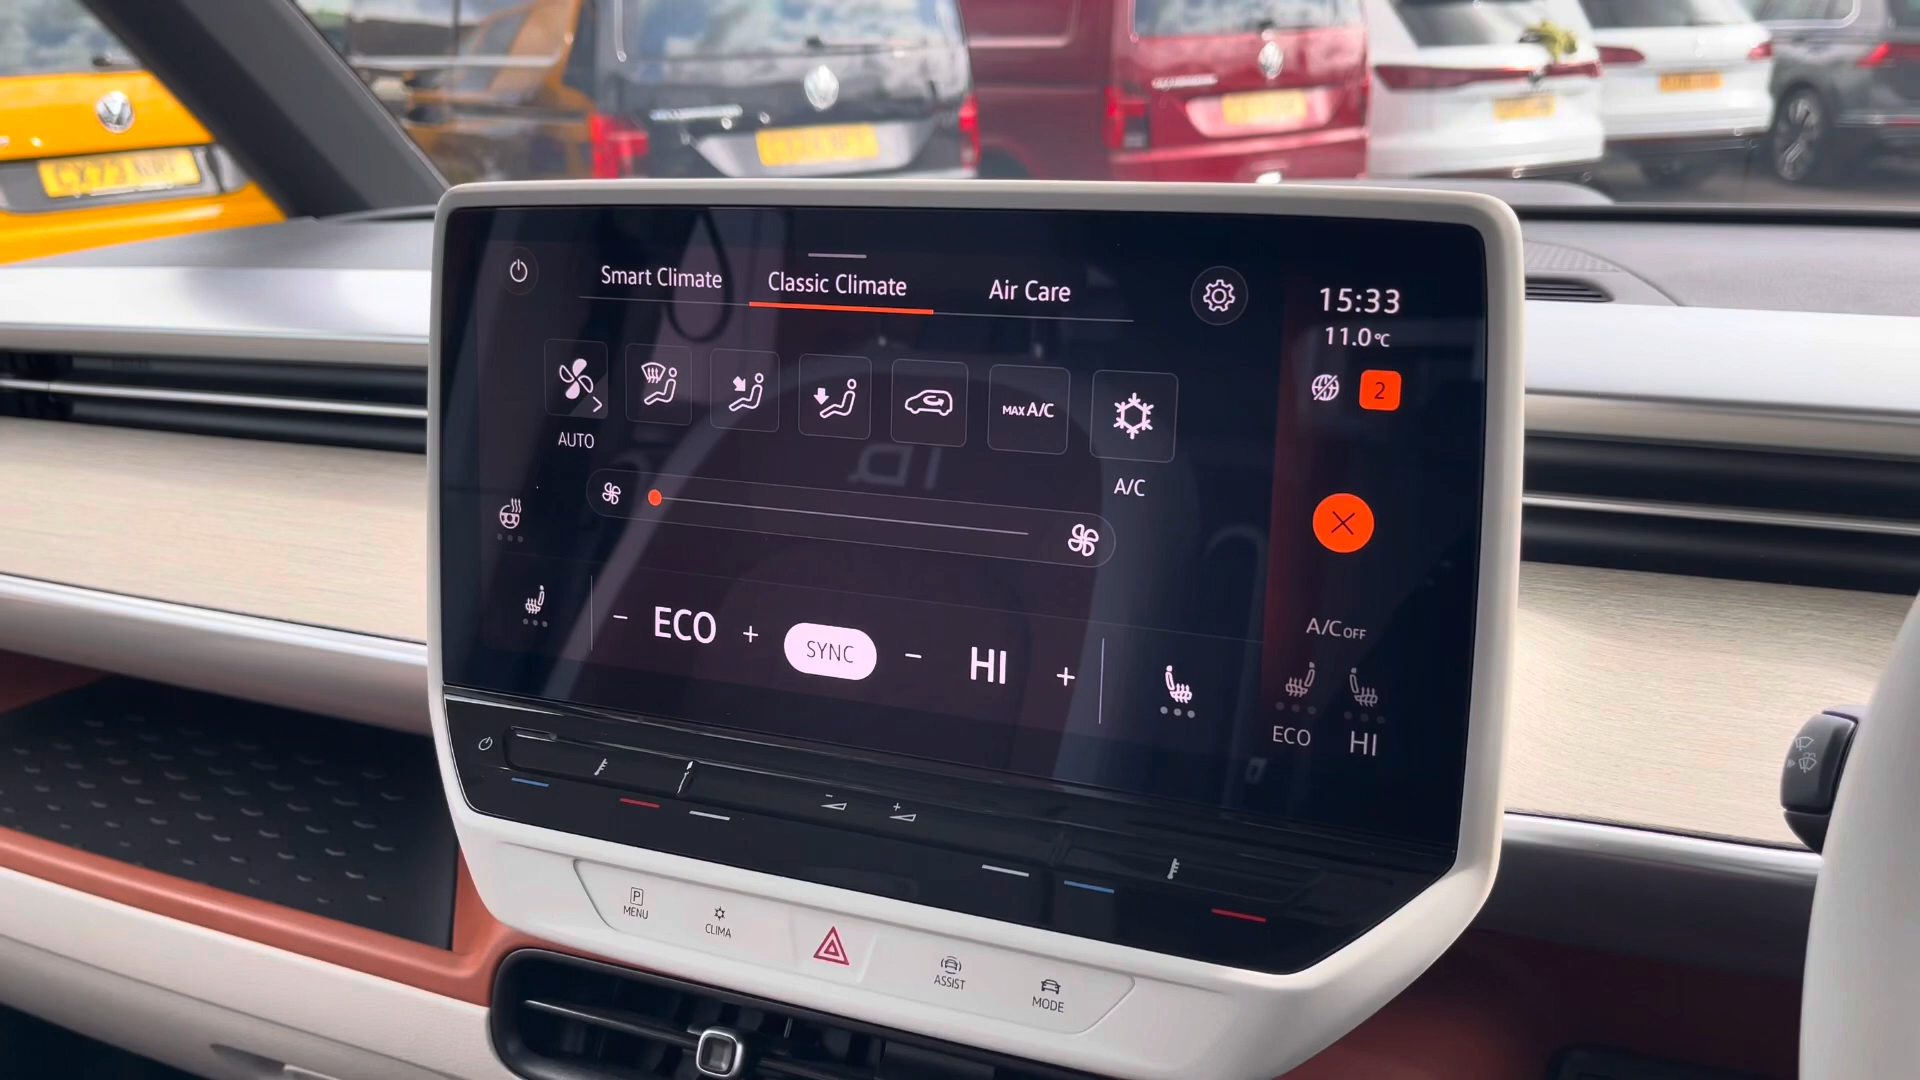 Smart Climate
Classic Climate
Air Care
15:33
11.0°C
2
MAX A/C
AUTO
A/C
- ECO +
SYNC
- HI +
A/C OFF
ECO
HI
P
MENU
CLIMA
ASSIST
MODE